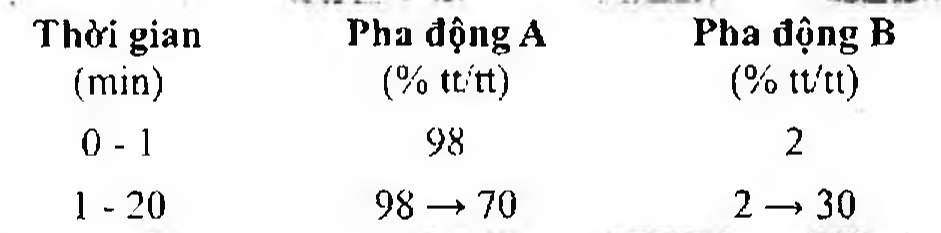 Thời gian Pha động A Pha động B
(min) (% tt/tt) (% tt/tt)
0 - 1 98 2
1 - 20 98 → 70 2 → 30